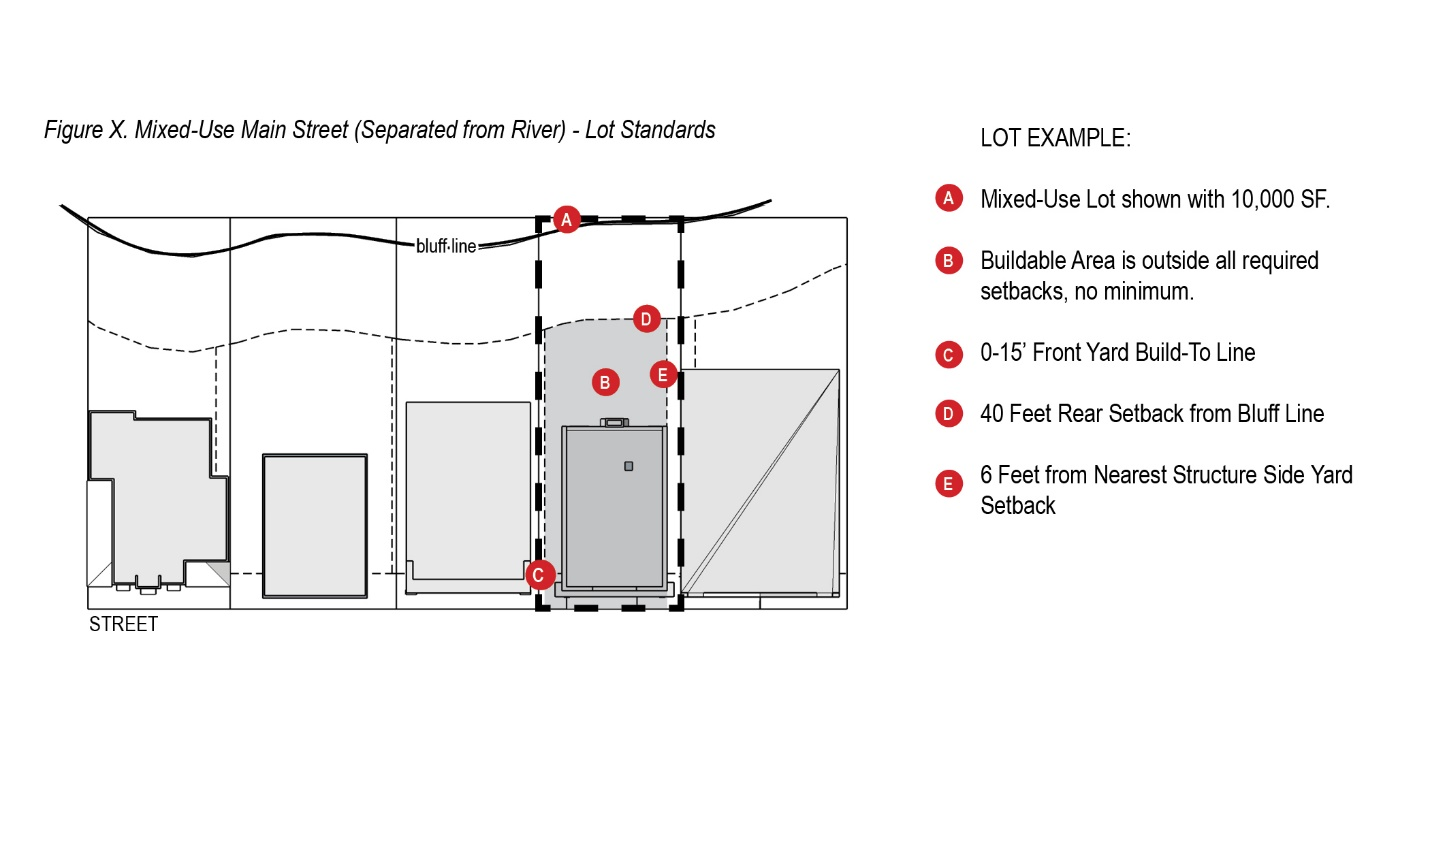 Figure X. Mixed-Use Main Street (Separated from River) - Lot Standards
LOT EXAMPLE:
A Mixed-Use Lot shown with 10,000 SF.
B Buildable Area is outside all required
setbacks, no minimum.
C 0-15’ Front Yard Build-To Line
D 40 Feet Rear Setback from Bluff Line
E 6 Feet from Nearest Structure Side Yard
Setback
A
bluff-line
D
E
B
C
STREET